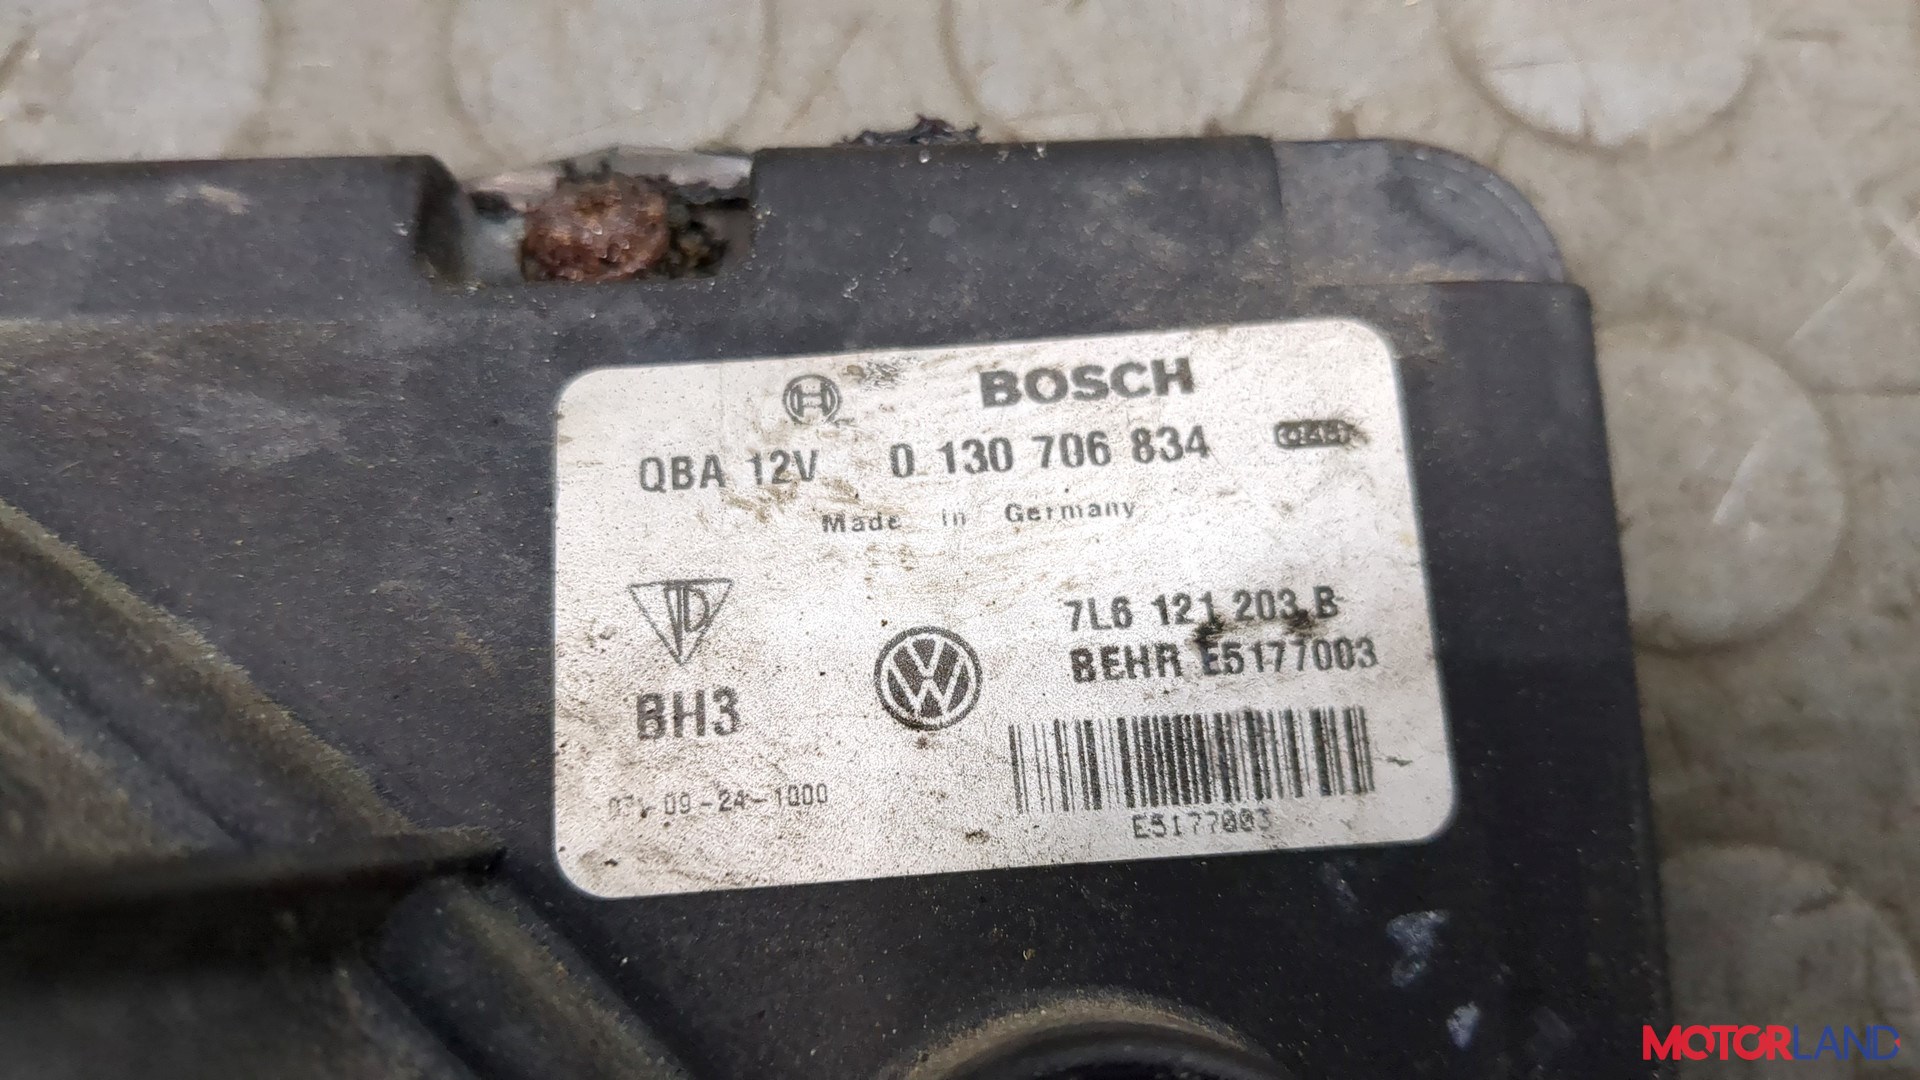 BOSCH
QBA 12V 0 130 706 834
Made in Germany
7L6 121 203 B
BEHR E5177003
BH3
09-24-1000
E5177003
MOTORLAND